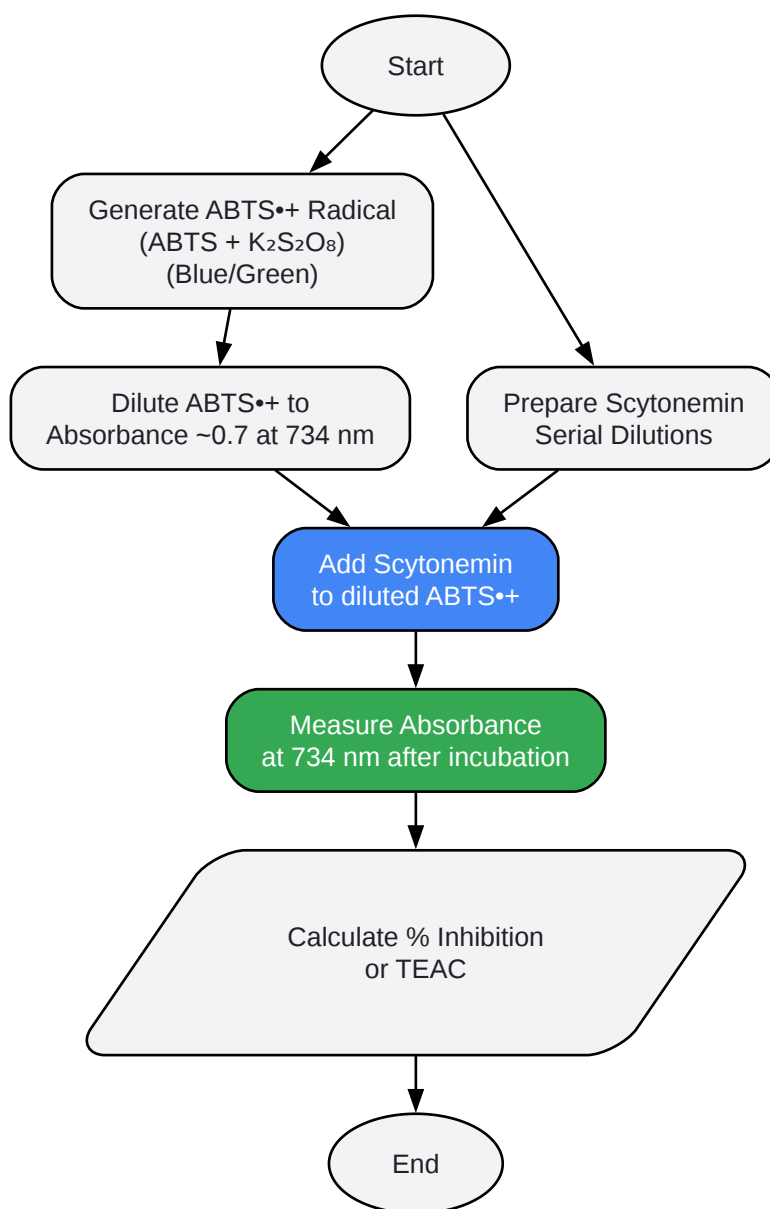 Start
Generate ABTS•+ Radical
(ABTS + K₂S₂O₈)
(Blue/Green)
Dilute ABTS•+ to
Absorbance ~0.7 at 734 nm
Prepare Scytonemin
Serial Dilutions
Add Scytonemin
to diluted ABTS•+
Measure Absorbance
at 734 nm after incubation
Calculate % Inhibition
or TEAC
End